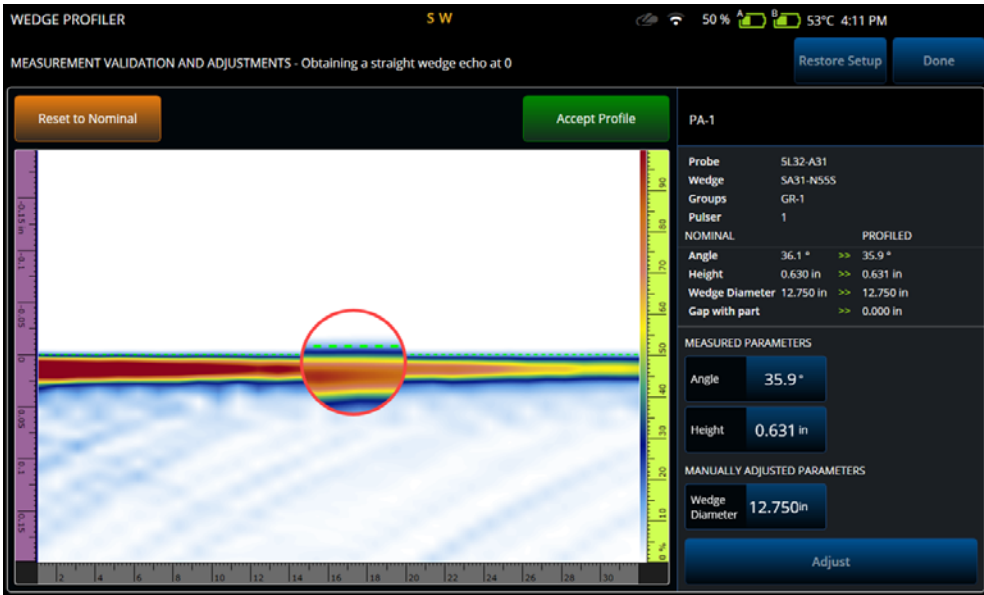 WEDGE PROFILER
S W
50 %
A
B
53°C 4:11 PM
MEASUREMENT VALIDATION AND ADJUSTMENTS - Obtaining a straight wedge echo at 0
Restore Setup
Done
Reset to Nominal
Accept Profile
PA-1
-0.15 in
-0.1
-0.05
0
0.05
0.1
0.15
90
80
70
60
50
40
30
20
10
0 %
2 4 6 8 10 12 14 16 18 20 22 24 26 28 30
Probe SL32-A31
Wedge SA31-N55S
Groups GR-1
Pulser 1
NOMINAL PROFILED
Angle 36.1 ° >> 35.9 °
Height 0.630 in >> 0.631 in
Wedge Diameter 12.750 in >> 12.750 in
Gap with part >> 0.000 in
MEASURED PARAMETERS
Angle 35.9 °
Height 0.631 in
MANUALLY ADJUSTED PARAMETERS
Wedge
Diameter 12.750in
Adjust